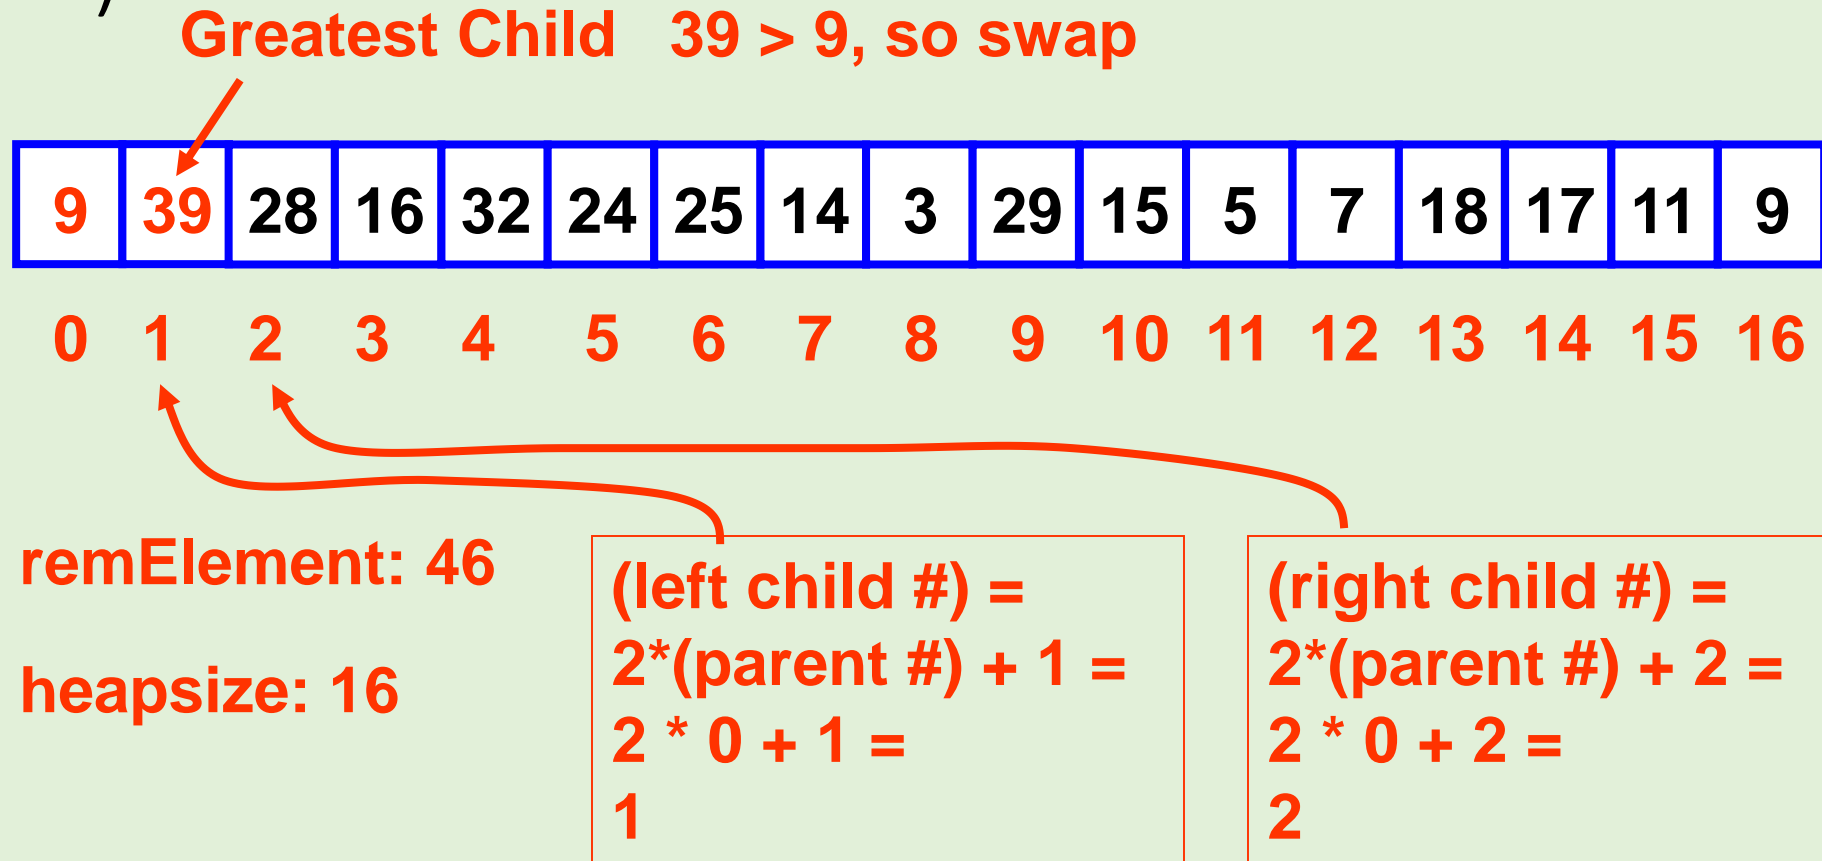 )
Greatest Child 39 > 9, so swap
9 39 28 16 32 24 25 14 3 29 15 5 7 18 17 11 9
0 1 2 3 4 5 6 7 8 9 10 11 12 13 14 15 16
remElement: 46
heapsize: 16
(left child #) =
2*(parent #) + 1 =
2 * 0 + 1 =
1
(right child #) =
2*(parent #) + 2 =
2 * 0 + 2 =
2